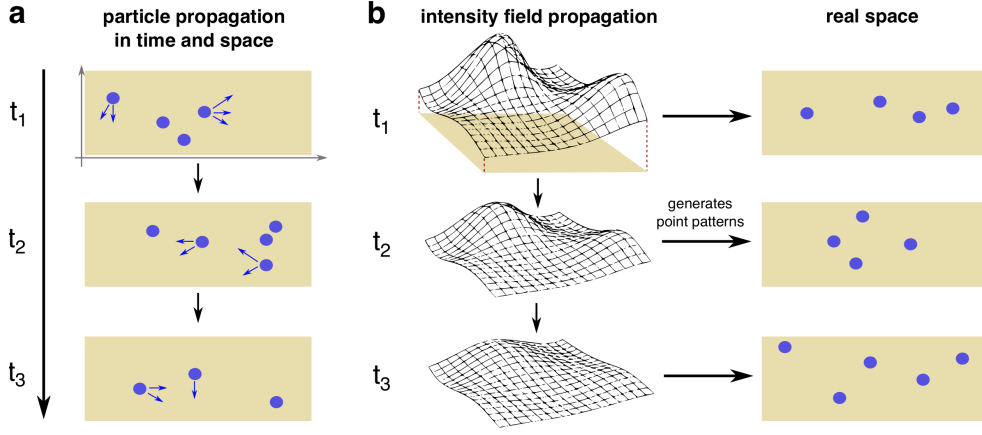 a
particle propagation
in time and space
t1
t2
t3
b
intensity field propagation
real space
t1
generates
point patterns
t2
t3